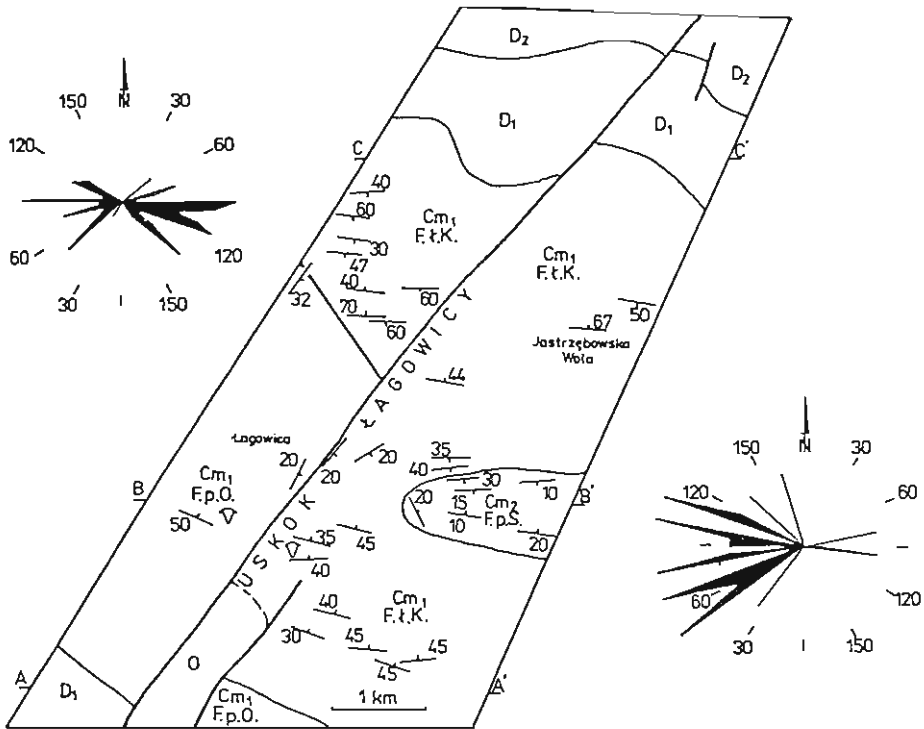 D₂
D₂
D₁
D₁
150
N
30
120
60
60
120
30
I
150
C
C'
40
60
30
47
40
32
70
60
60
Cm₁
F.Ł.K.
Cm₁
F.Ł.K.
50
67
Jastrzębowska
Wola
44
USKOK ŁAGOWICY
Łagowica
20
20
20
35
40
30
10
B
Cm₁
F.p.O.
50
20
15
10
Cm₂
F.p.S.
20
B'
35
45
40
150
N
30
120
60
60
120
30
I
150
40
30
Cm₁
F.Ł.K.
45
45
45
A
A'
D₁
O
Cm₁
F.p.O.
1 km